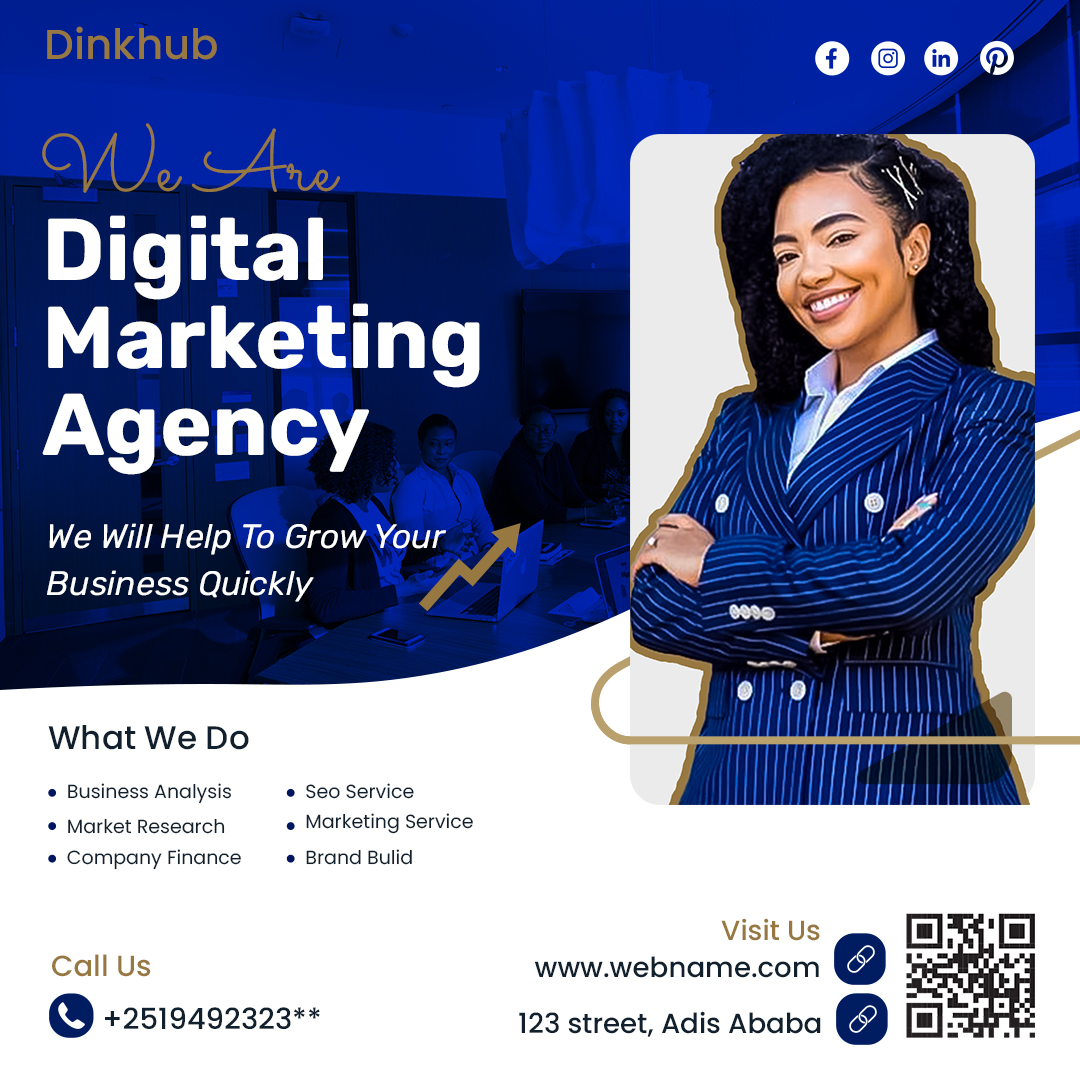 Dinkhub
We Are
Digital
Marketing
Agency
We Will Help To Grow Your
Business Quickly
What We Do
Business Analysis
Market Research
Company Finance
Seo Service
Marketing Service
Brand Bulid
Call Us
+2519492323**
Visit Us
www.webname.com
123 street, Adis Ababa